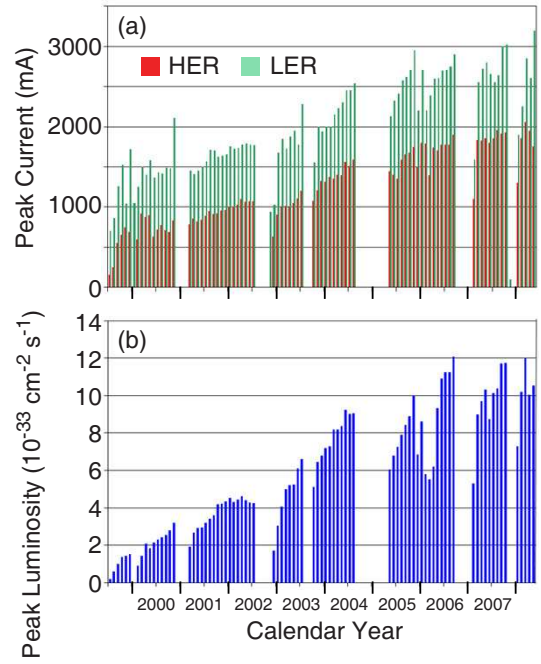 (a)
HER LER
Peak Current (mA)
3000
2000
1000
0
(b)
Peak Luminosity (10-33 cm-2 s-1)
14
12
10
8
6
4
2
0
2000 2001 2002 2003 2004 2005 2006 2007
Calendar Year